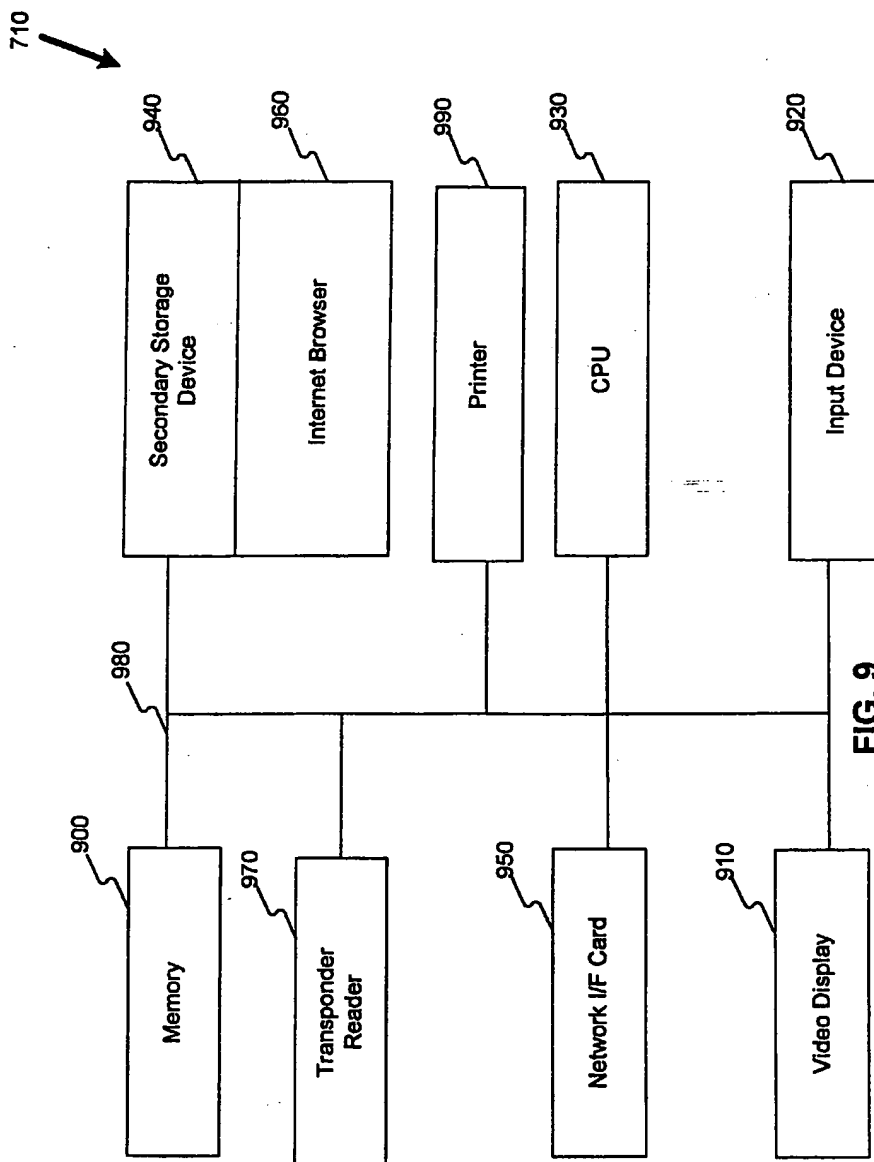 710
900
Memory
970
Transponder
Reader
950
Network I/F Card
910
Video Display
980
940
Secondary Storage
Device
960
Internet Browser
990
Printer
930
CPU
920
Input Device
FIG. 9